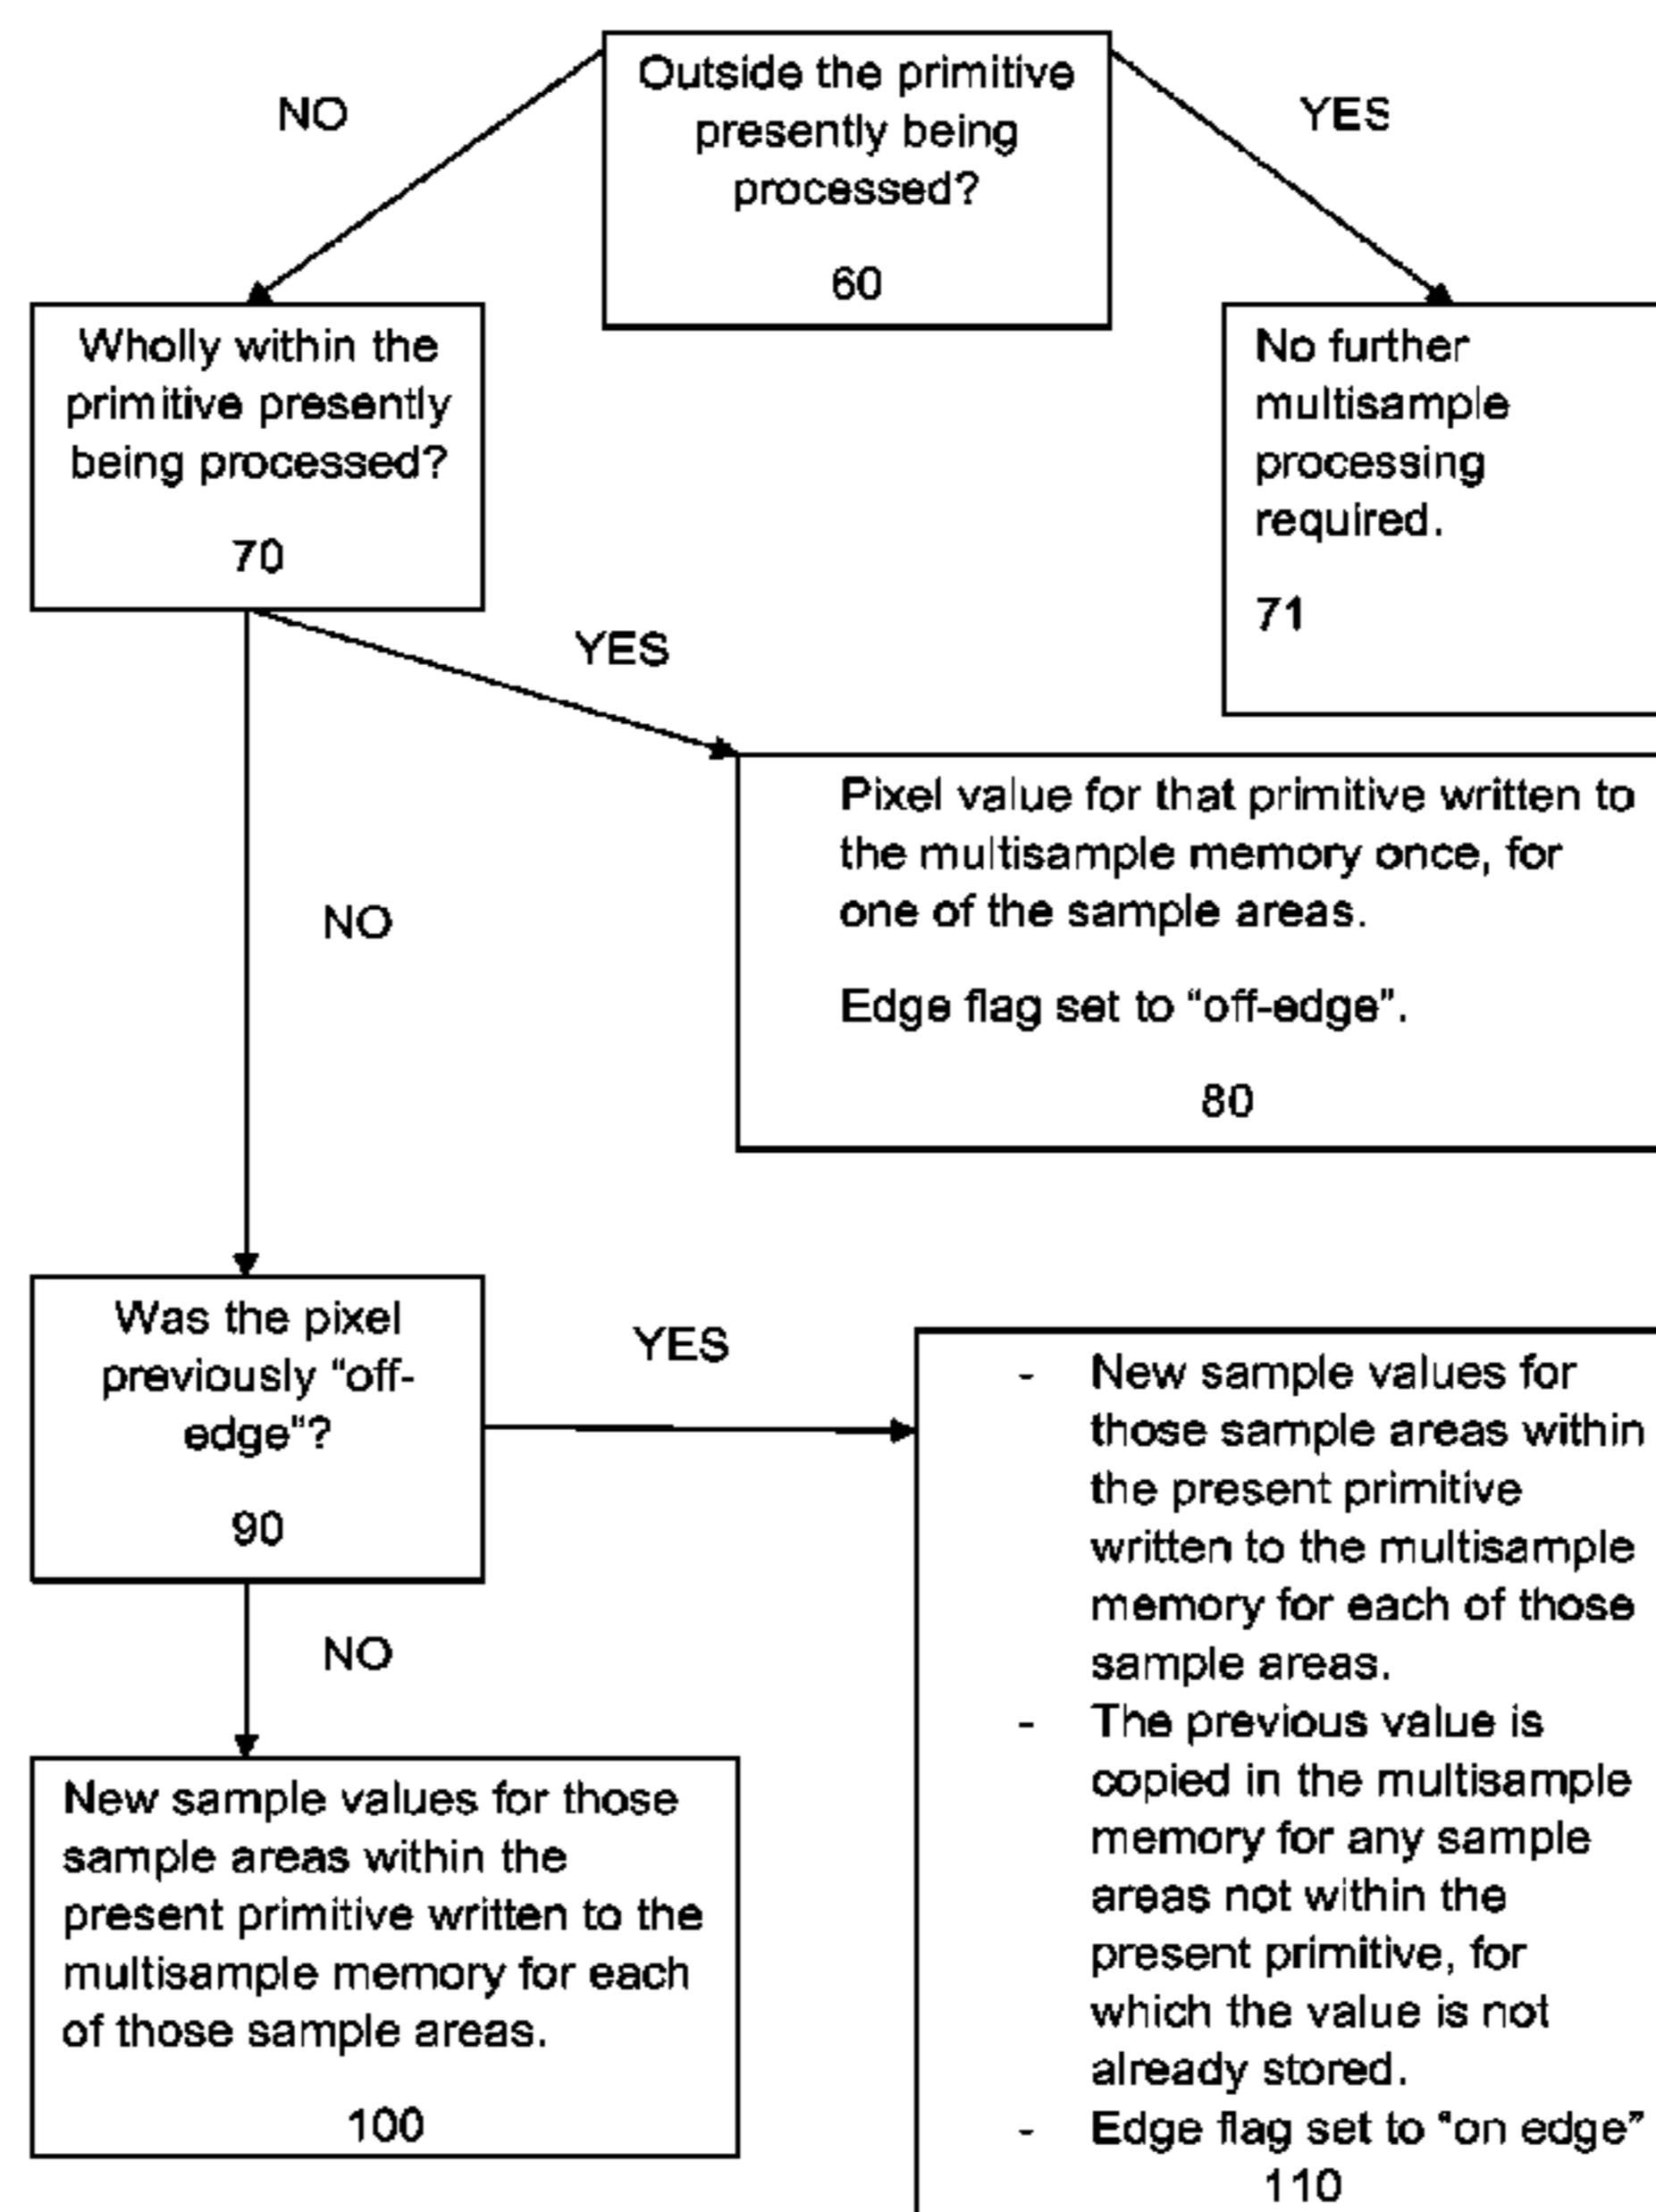 Outside the primitive
presently being
processed?
60
NO
YES
Wholly within the
primitive presently
being processed?
70
No further
multisample
processing
required.
71
YES
Pixel value for that primitive written to
the multisample memory once, for
one of the sample areas.
Edge flag set to “off-edge”.
80
NO
Was the pixel
previously “off-
edge“?
90
YES
- New sample values for
those sample areas within
the present primitive
written to the multisample
memory for each of those
sample areas.
- The previous value is
copied in the multisample
memory for any sample
areas not within the
present primitive, for
which the value is not
already stored.
- Edge flag set to “on edge”
110
NO
New sample values for those
sample areas within the
present primitive written to the
multisample memory for each
of those sample areas.
100